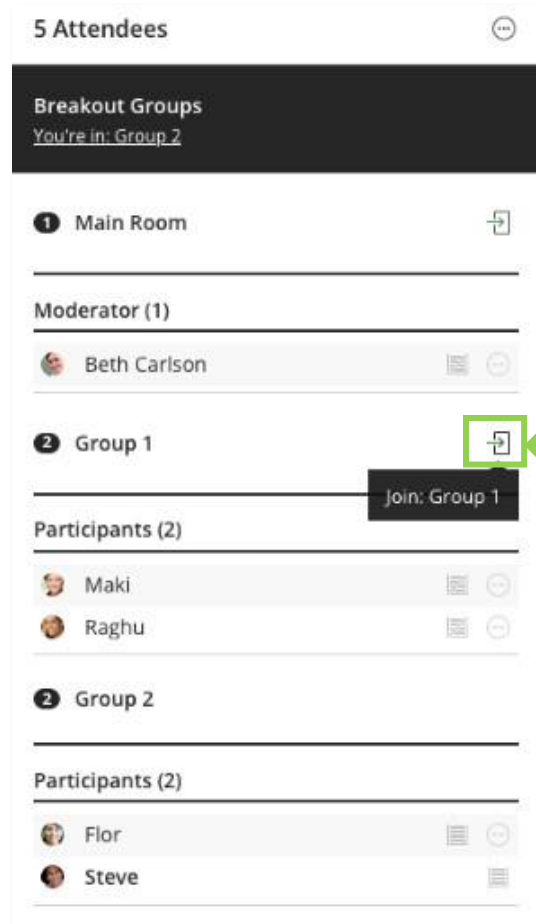 5 Attendees
Breakout Groups
You're in: Group 2
1 Main Room
Moderator (1)
Beth Carlson
2 Group 1
Join: Group 1
Participants (2)
Maki
Raghu
2 Group 2
Participants (2)
Flor
Steve